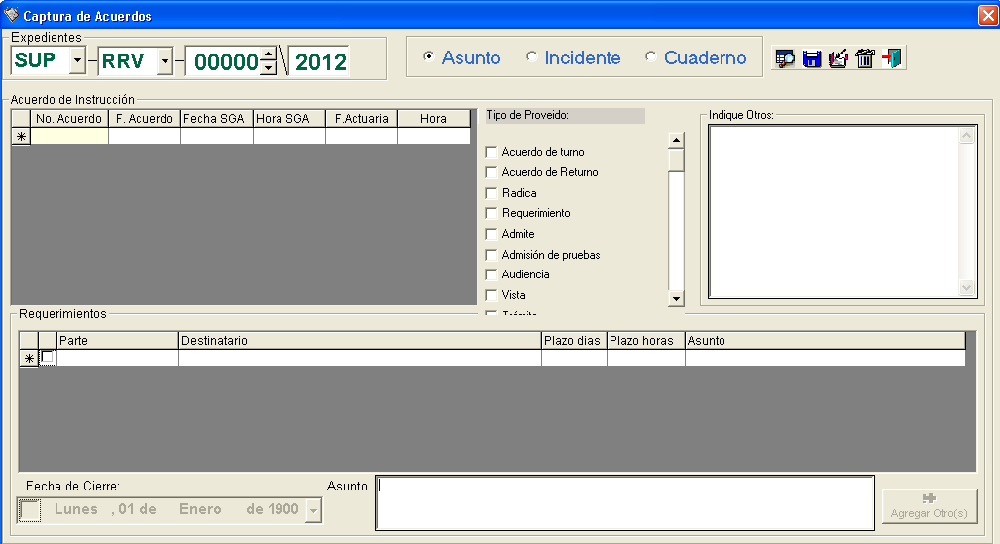 Captura de Acuerdos
Expedientes
SUP – RRV – 00000 \ 2012
Asunto Incidente Cuaderno
Acuerdo de Instrucción
No. Acuerdo F. Acuerdo Fecha SGA Hora SGA F.Actuaria Hora
Tipo de Proveido:
Acuerdo de turno
Acuerdo de Returno
Radica
Requerimiento
Admite
Admisión de pruebas
Audiencia
Vista
Indique Otros:
Requerimientos
Parte Destinatario Plazo dias Plazo horas Asunto
Fecha de Cierre:
Lunes , 01 de Enero de 1900
Asunto
Agregar Otro(s)